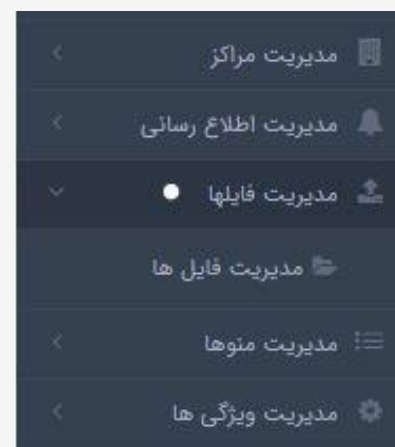 مدیریت مراکز
مدیریت اطلاع رسانی
مدیریت فایلها
مدیریت فایل ها
مدیریت منوها
مدیریت ویژگی ها